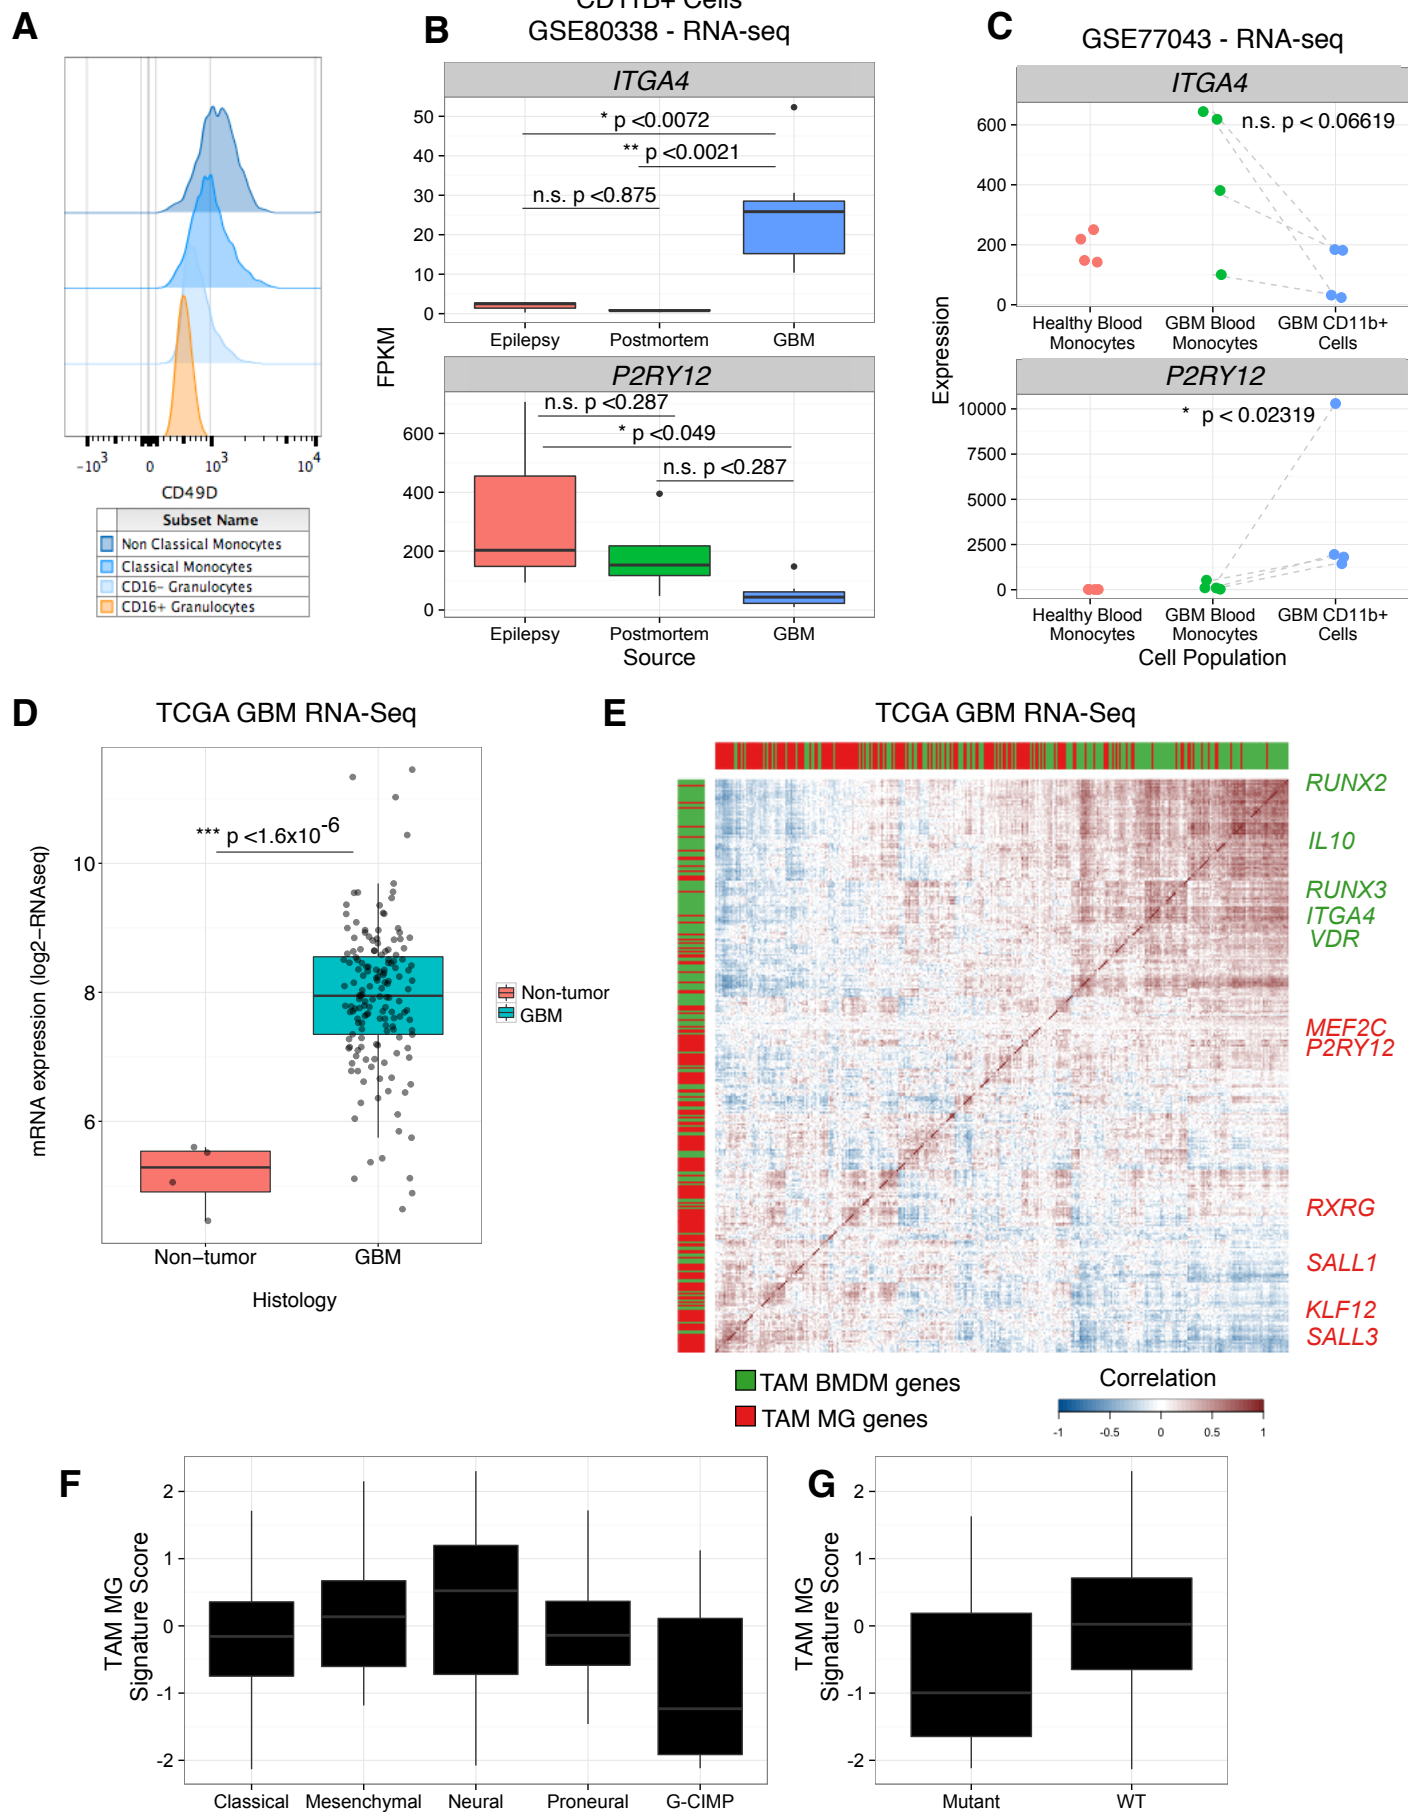 A
-10^3 0 10^3 10^4
CD49D
Subset Name
Non Classical Monocytes
Classical Monocytes
CD16- Granulocytes
CD16+ Granulocytes
B
CD11B+ Cells
GSE80338 - RNA-seq
ITGA4
* p <0.0072
** p <0.0021
n.s. p <0.875
50
40
30
20
10
0
Epilepsy Postmortem GBM
FPKM
P2RY12
n.s. p <0.287
* p <0.049
n.s. p <0.287
600
400
200
0
Epilepsy Postmortem GBM
Source
C
GSE77043 - RNA-seq
ITGA4
n.s. p < 0.06619
600
400
200
0
Healthy Blood Monocytes
GBM Blood Monocytes
GBM CD11b+ Cells
Expression
P2RY12
* p < 0.02319
10000
7500
5000
2500
0
Healthy Blood Monocytes
GBM Blood Monocytes
GBM CD11b+ Cells
Cell Population
D
TCGA GBM RNA-Seq
*** p <1.6x10^-6
mRNA expression (log2−RNAseq)
10
8
6
Non−tumor GBM
Histology
Non-tumor
GBM
E
TCGA GBM RNA-Seq
RUNX2
IL10
RUNX3
ITGA4
VDR
MEF2C
P2RY12
RXRG
SALL1
KLF12
SALL3
TAM BMDM genes
TAM MG genes
Correlation
-1 -0.5 0 0.5 1
F
TAM MG
Signature Score
2
1
0
-1
-2
Classical Mesenchymal Neural Proneural G-CIMP
G
TAM MG
Signature Score
2
1
0
-1
-2
Mutant WT